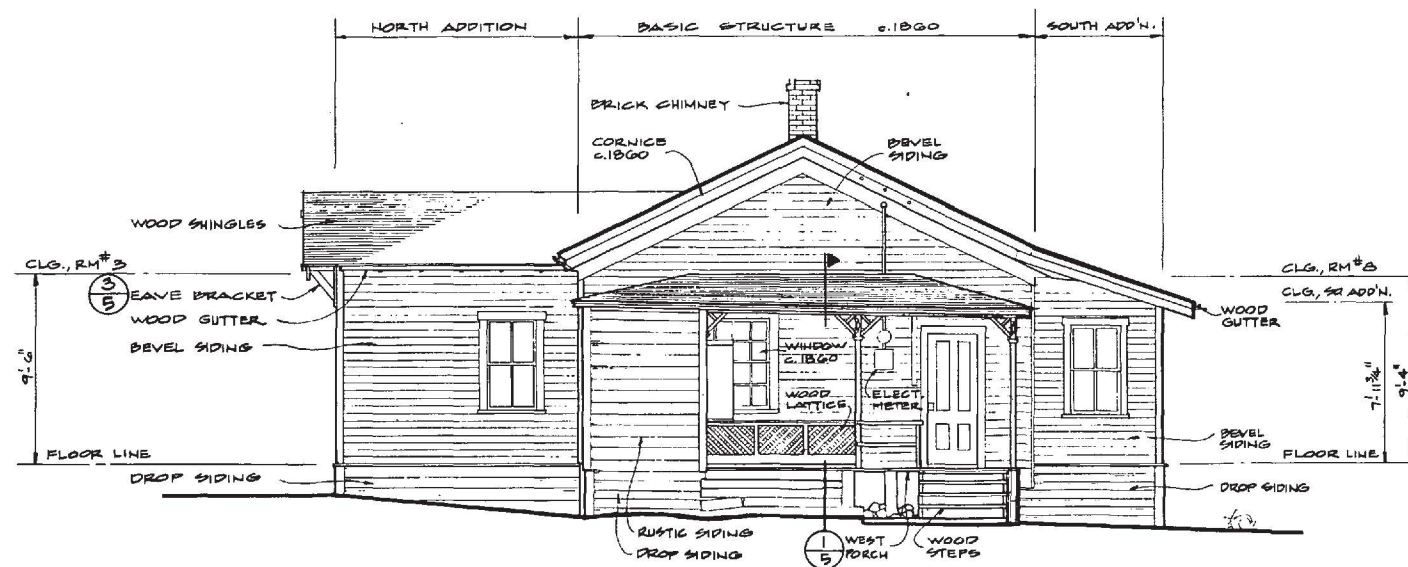 NORTH ADDITION
BASIC STRUCTURE c.1860
SOUTH ADD'N.
BRICK CHIMNEY
CORNICE
c.1860
BEVEL
SIDING
WOOD SHINGLES
CLG., RM#3
3
5
EAVE BRACKET
WOOD GUTTER
BEVEL SIDING
9'-6"
FLOOR LINE
DROP SIDING
WINDOW
c.1860
WOOD
LATTICE
ELECT.
METER
CLG., RM#8
CLG., SO ADD'N.
WOOD
GUTTER
7'-11 3/4"
9'-4"
BEVEL
SIDING
FLOOR LINE
DROP SIDING
RUSTIC SIDING
DROP SIDING
1
5
WEST
PORCH
WOOD
STEPS